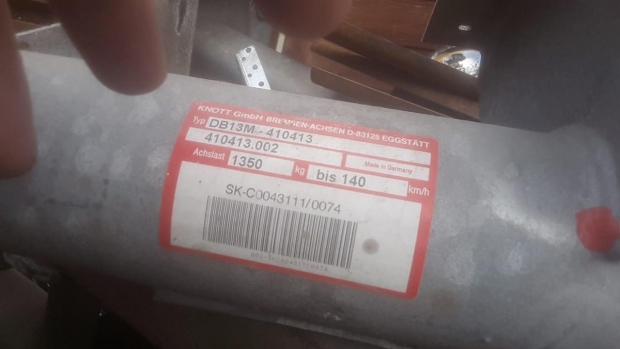 KNOTT GmbH BREMSEN-ACHSEN D-83125 EGGSTÄTT
Typ DB13M - 410413
410413.002
Made in Germany
Achslast 1350 kg bis 140 km/h
SK-C0043111/0074